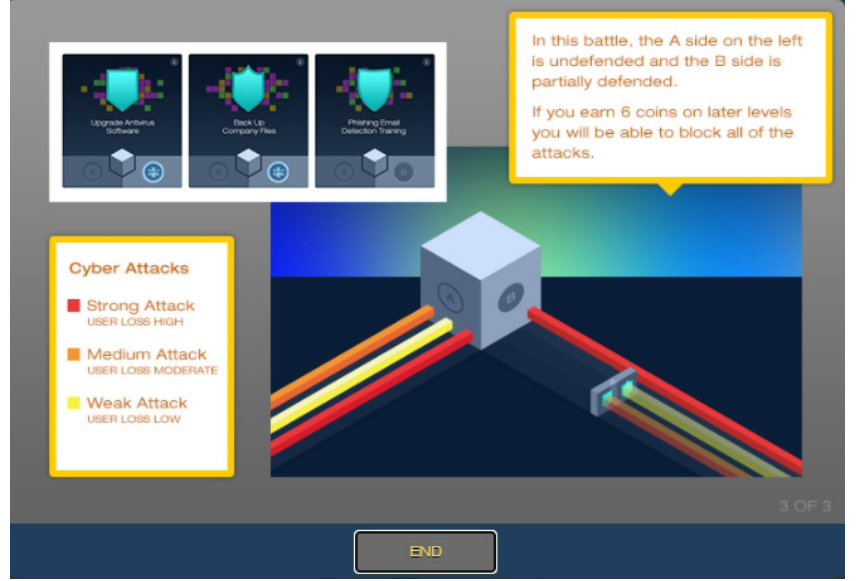 In this battle, the A side on the left
is undefended and the B side is
partially defended.
If you earn 6 coins on later levels
you will be able to block all of the
attacks.
Upgrade Antivirus
Software
Back Up
Company Files
Phishing Email
Detection Training
A
A
A
B
Cyber Attacks
Strong Attack
USER LOSS HIGH
Medium Attack
USER LOSS MODERATE
Weak Attack
USER LOSS LOW
A
B
3 OF 3
END